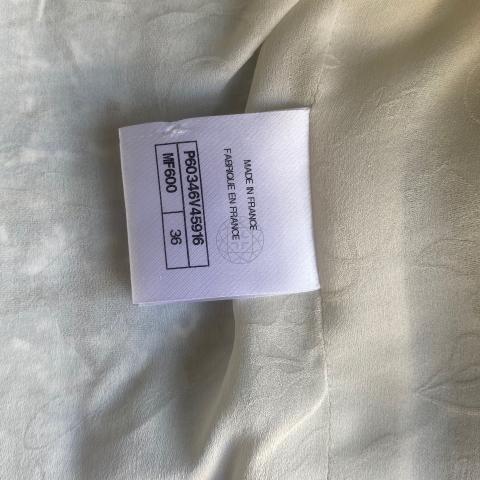 MADE IN FRANCE
FABRIQUE EN FRANCE
P60346V45916
MF600 36